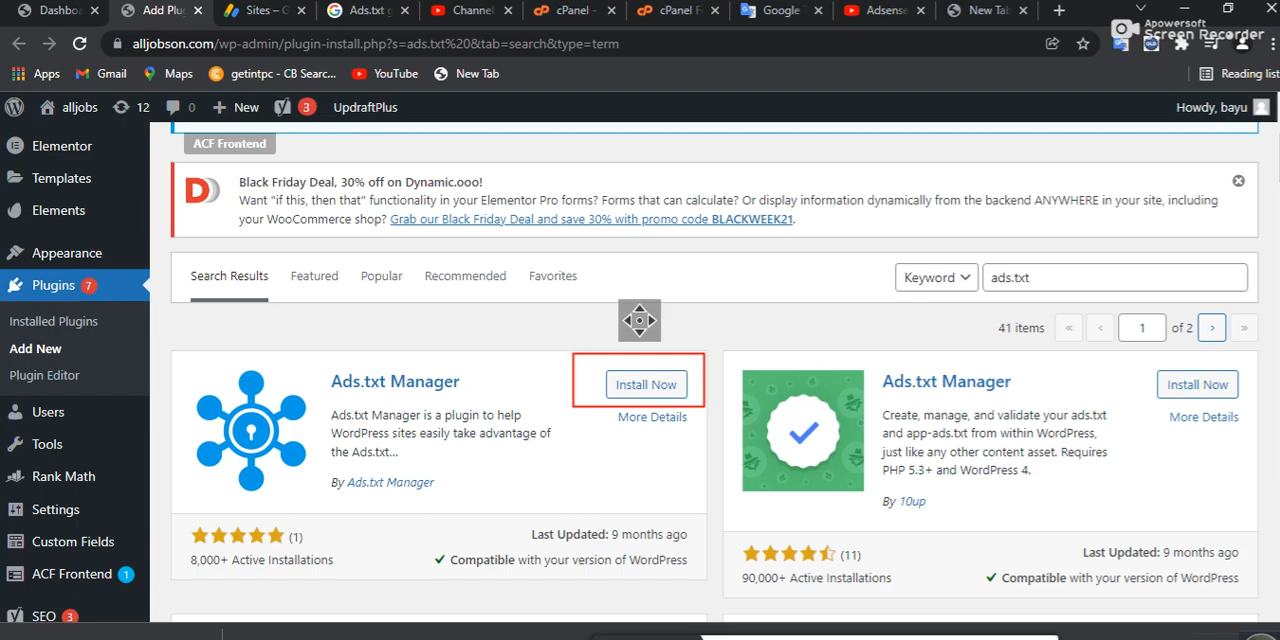 Dashbo
Add Plu
Sites – G
Ads.txt g
Channel
cPanel -
cPanel F
Google
Adsense
New Tab
Apowersoft
Screen Recorder
alljobson.com/wp-admin/plugin-install.php?s=ads.txt%20&tab=search&type=term
Apps
Gmail
Maps
getintpc - CB Searc...
YouTube
New Tab
Reading list
alljobs
12
0
New
3
UpdraftPlus
Howdy, bayu
Elementor
Templates
Elements
Appearance
Plugins 7
Installed Plugins
Add New
Plugin Editor
Users
Tools
Rank Math
Settings
Custom Fields
ACF Frontend 1
SEO 3
ACF Frontend
Black Friday Deal, 30% off on Dynamic.ooo!
Want "if this, then that" functionality in your Elementor Pro forms? Forms that can calculate? Or display information dynamically from the backend ANYWHERE in your site, including
your WooCommerce shop? Grab our Black Friday Deal and save 30% with promo code BLACKWEEK21.
Search Results
Featured
Popular
Recommended
Favorites
Keyword
ads.txt
41 items
«
‹
1
of 2
›
»
Ads.txt Manager
Install Now
More Details
Ads.txt Manager is a plugin to help
WordPress sites easily take advantage of
the Ads.txt...
By Ads.txt Manager
(1)
8,000+ Active Installations
Last Updated: 9 months ago
Compatible with your version of WordPress
Ads.txt Manager
Install Now
More Details
Create, manage, and validate your ads.txt
and app-ads.txt from within WordPress,
just like any other content asset. Requires
PHP 5.3+ and WordPress 4.
By 10up
(11)
90,000+ Active Installations
Last Updated: 9 months ago
Compatible with your version of WordPress